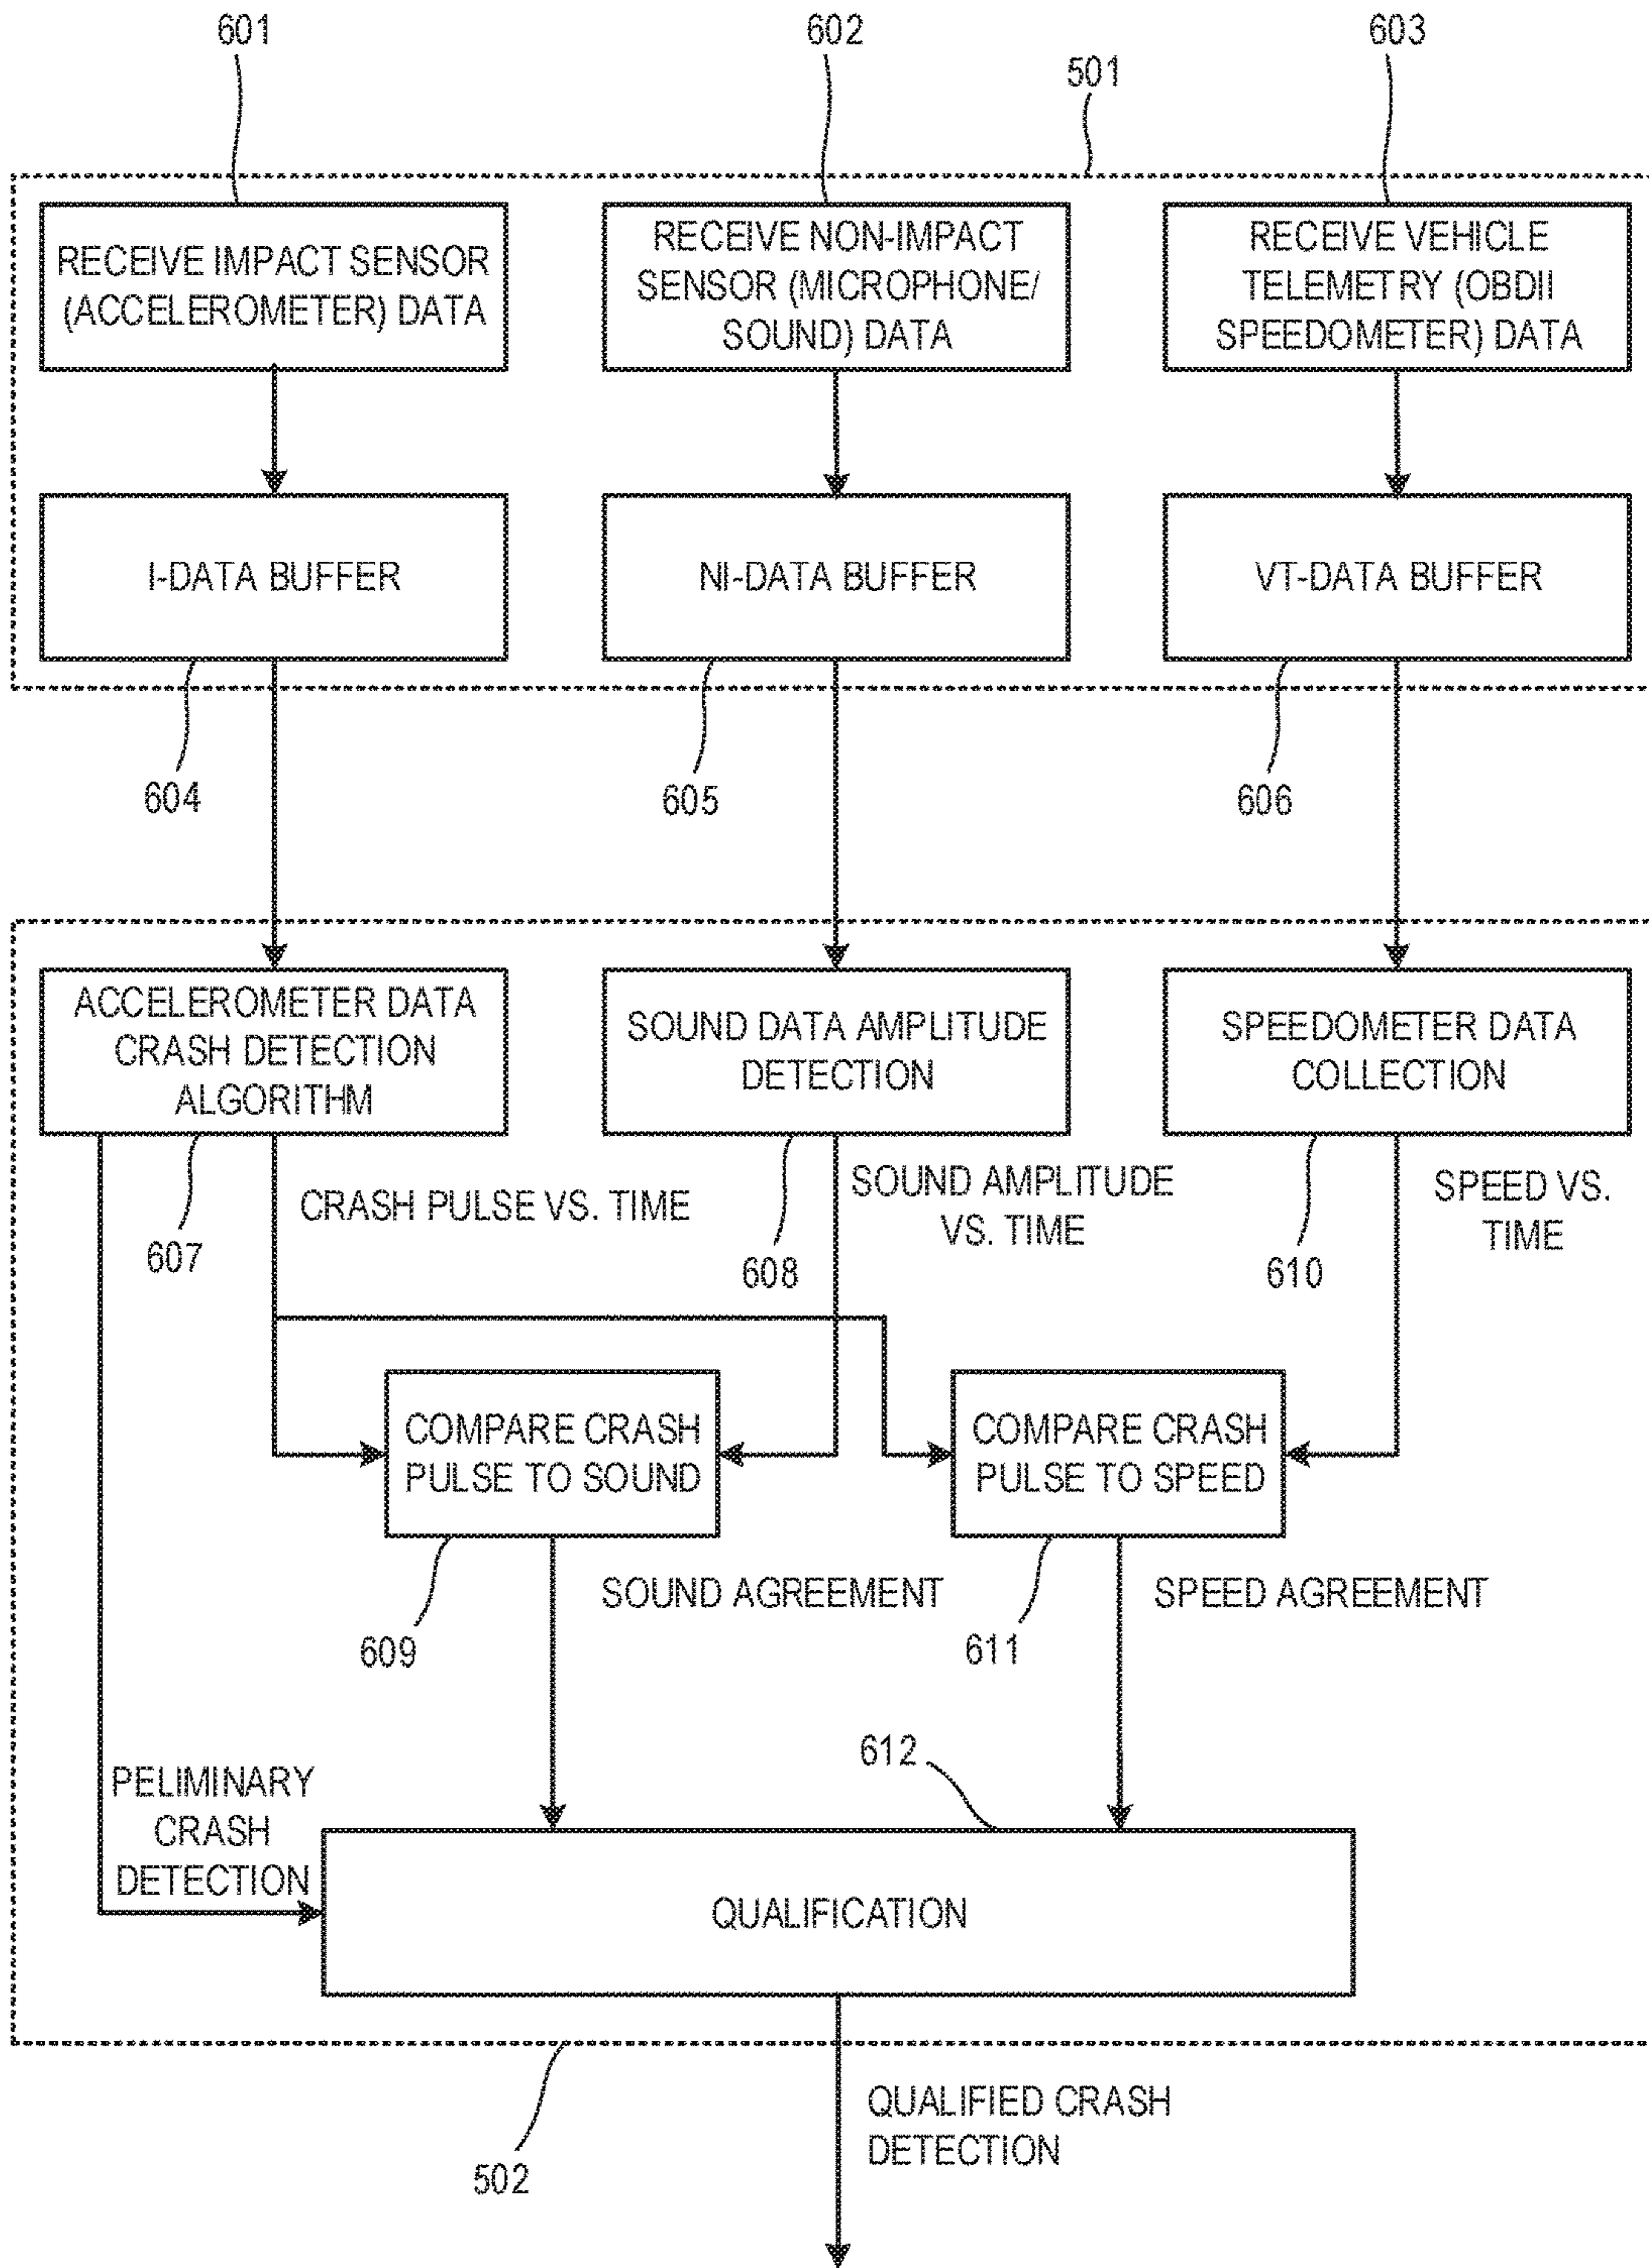 601
602
603
501
RECEIVE IMPACT SENSOR
(ACCELEROMETER) DATA
RECEIVE NON-IMPACT
SENSOR (MICROPHONE/
SOUND) DATA
RECEIVE VEHICLE
TELEMETRY (OBDII
SPEEDOMETER) DATA
I-DATA BUFFER
NI-DATA BUFFER
VT-DATA BUFFER
604
605
606
ACCELEROMETER DATA
CRASH DETECTION
ALGORITHM
SOUND DATA AMPLITUDE
DETECTION
SPEEDOMETER DATA
COLLECTION
CRASH PULSE VS. TIME
SOUND AMPLITUDE
VS. TIME
SPEED VS.
TIME
607
608
610
COMPARE CRASH
PULSE TO SOUND
COMPARE CRASH
PULSE TO SPEED
SOUND AGREEMENT
SPEED AGREEMENT
609
611
612
PELIMINARY
CRASH
DETECTION
QUALIFICATION
QUALIFIED CRASH
DETECTION
502